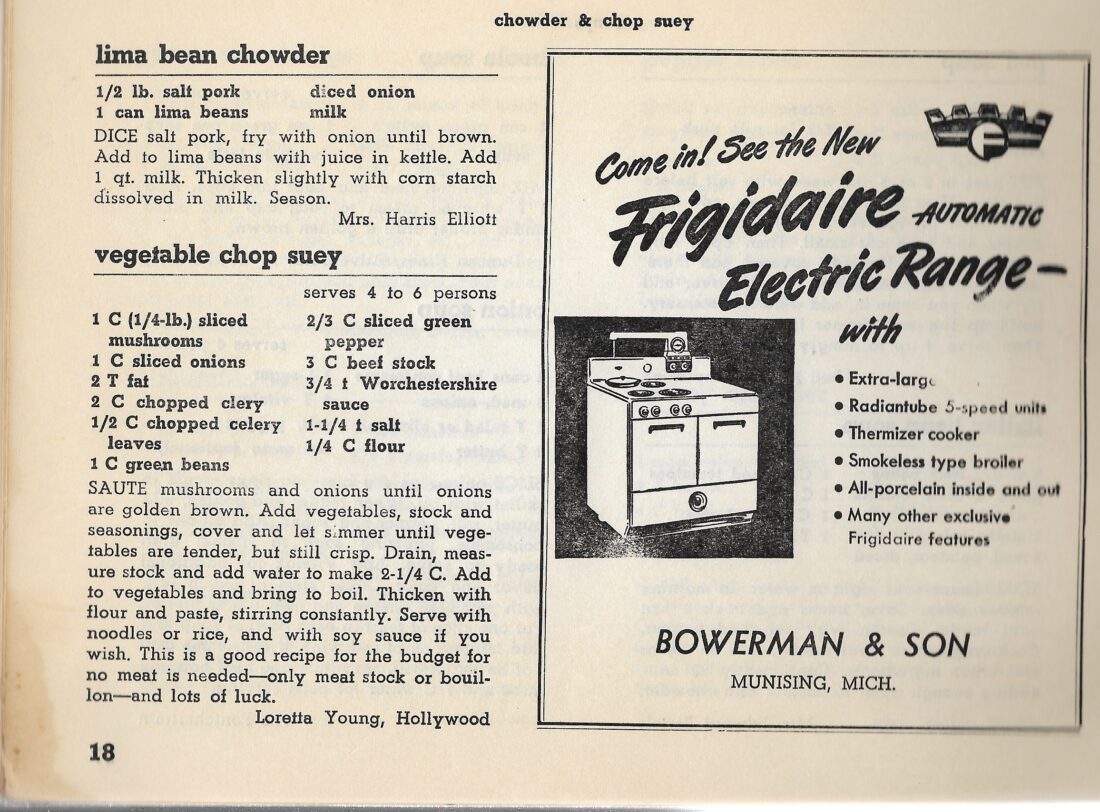 chowder & chop suey
lima bean chowder
1/2 lb. salt pork diced onion
1 can lima beans milk
DICE salt pork, fry with onion until brown.
Add to lima beans with juice in kettle. Add
1 qt. milk. Thicken slightly with corn starch
dissolved in milk. Season.
Mrs. Harris Elliott
vegetable chop suey
serves 4 to 6 persons
1 C (1/4-lb.) sliced
mushrooms
1 C sliced onions
2 T fat
2 C chopped clery
1/2 C chopped celery
leaves
1 C green beans
2/3 C sliced green
pepper
3 C beef stock
3/4 t Worchestershire
sauce
1-1/4 t salt
1/4 C flour
SAUTE mushrooms and onions until onions
are golden brown. Add vegetables, stock and
seasonings, cover and let simmer until vege-
tables are tender, but still crisp. Drain, meas-
ure stock and add water to make 2-1/4 C. Add
to vegetables and bring to boil. Thicken with
flour and paste, stirring constantly. Serve with
noodles or rice, and with soy sauce if you
wish. This is a good recipe for the budget for
no meat is needed—only meat stock or bouil-
lon—and lots of luck.
Loretta Young, Hollywood
18
F
Come in! See the New
Frigidaire AUTOMATIC
Electric Range—
with
• Extra-large
• Radiantube 5-speed units
• Thermizer cooker
• Smokeless type broiler
• All-porcelain inside and out
• Many other exclusive
Frigidaire features
BOWERMAN & SON
MUNISING, MICH.